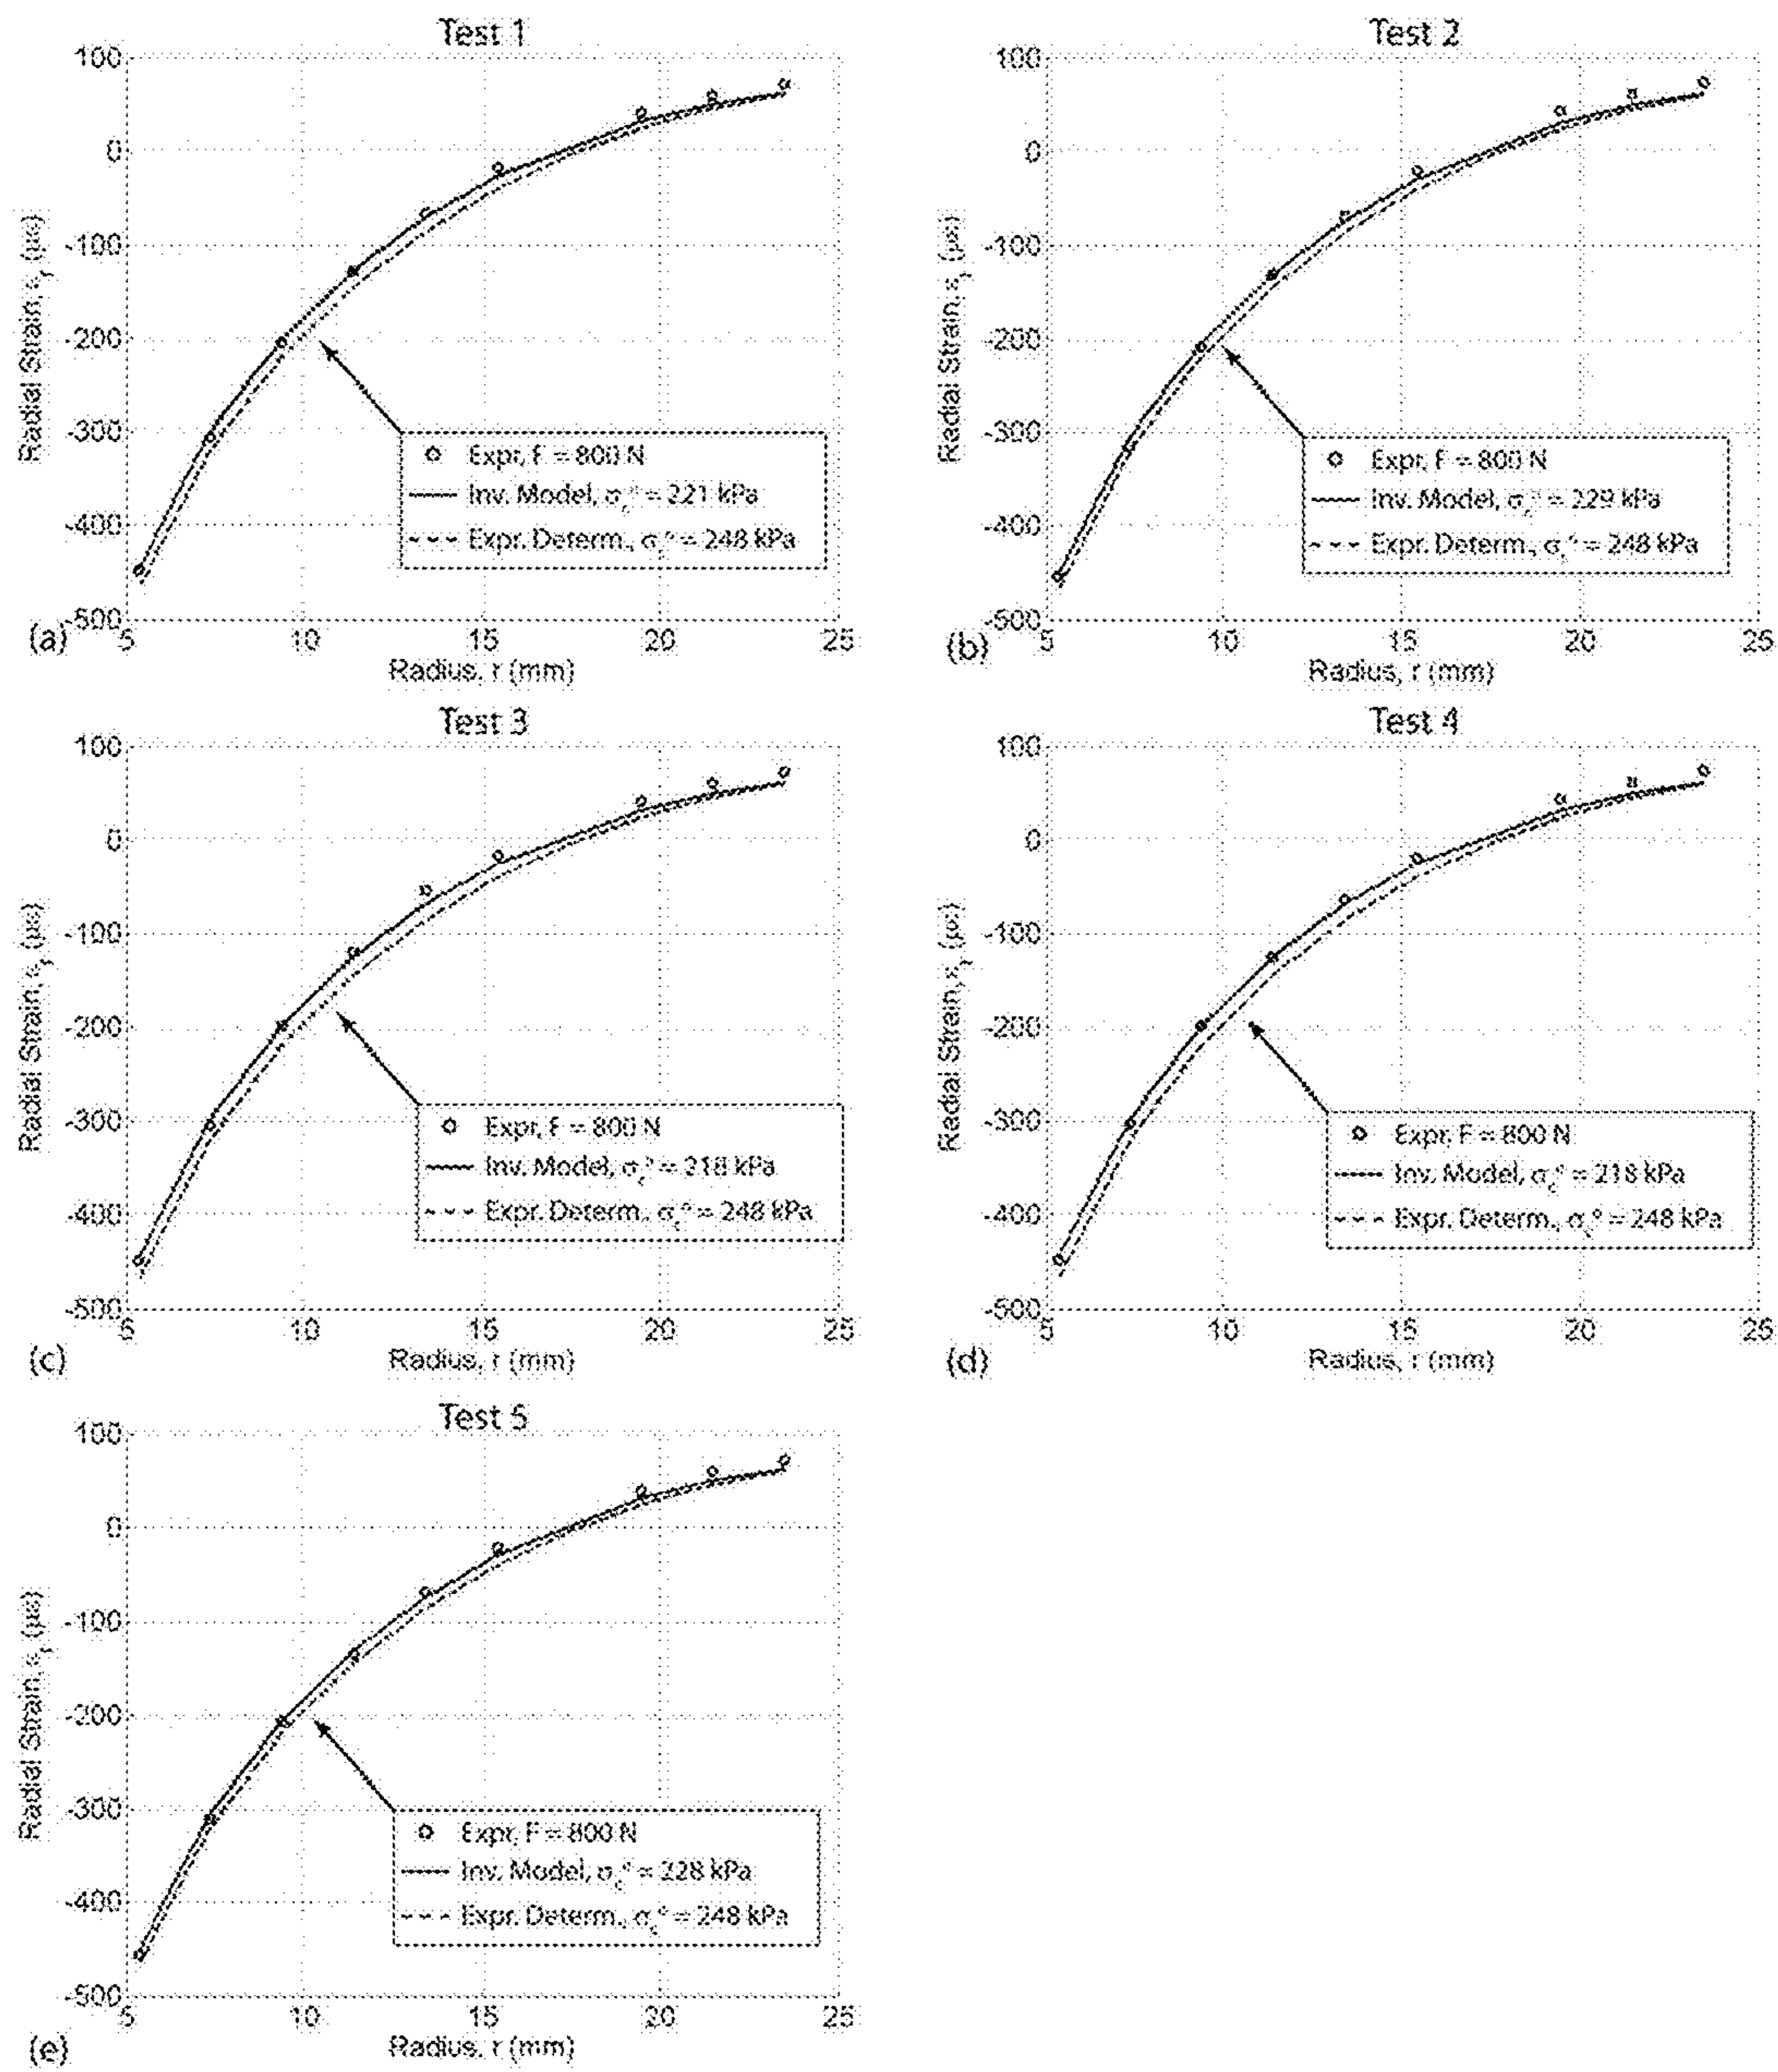 Test 1
100
0
-100
-200
-300
-400
-500
5 10 15 20 25
Radial Strain, εr (με)
Radius, r (mm)
Expr, F = 800 N
Inv. Model, σc° = 221 kPa
Expr. Determ., σc° = 248 kPa
(a)
Test 2
100
0
-100
-200
-300
-400
-500
5 10 15 20 25
Radial Strain, εr (με)
Radius, r (mm)
Expr, F = 800 N
Inv. Model, σc° = 229 kPa
Expr. Determ., σc° = 248 kPa
(b)
Test 3
100
0
-100
-200
-300
-400
-500
5 10 15 20 25
Radial Strain, εr (με)
Radius, r (mm)
Expr, F = 800 N
Inv. Model, σc° = 218 kPa
Expr. Determ., σc° = 248 kPa
(c)
Test 4
100
0
-100
-200
-300
-400
-500
5 10 15 20 25
Radial Strain, εr (με)
Radius, r (mm)
Expr, F = 800 N
Inv. Model, σc° = 218 kPa
Expr. Determ., σc° = 248 kPa
(d)
Test 5
100
0
-100
-200
-300
-400
-500
5 10 15 20 25
Radial Strain, εr (με)
Radius, r (mm)
Expr, F = 800 N
Inv. Model, σc° = 228 kPa
Expr. Determ., σc° = 248 kPa
(e)